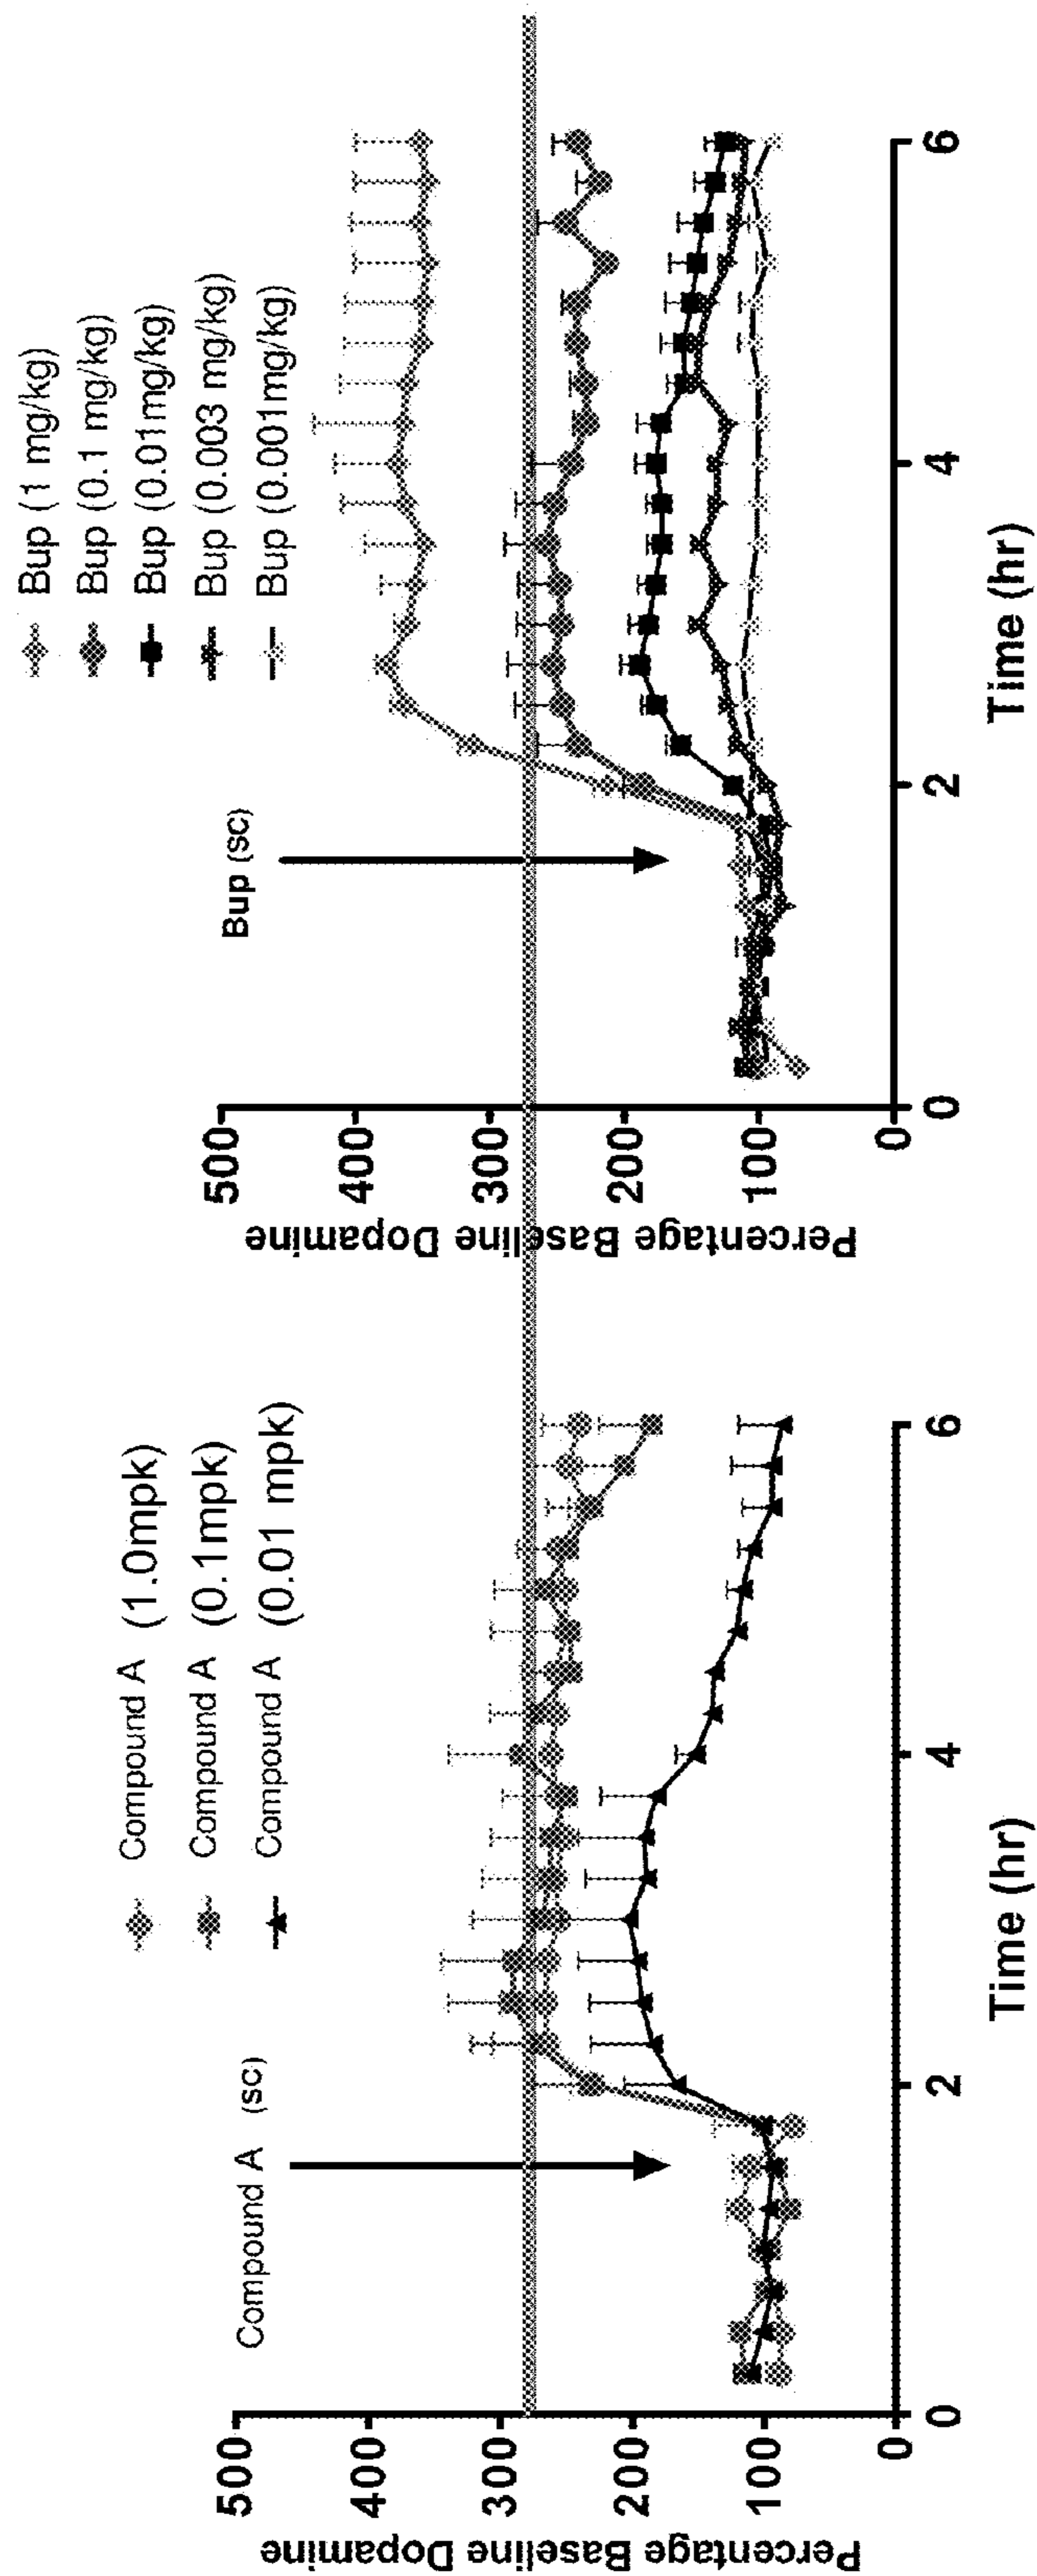 Compound A (1.0mpk)
Compound A (0.1mpk)
Compound A (0.01 mpk)
Compound A (sc)
Percentage Baseline Dopamine
500
400
300
200
100
0
0
2
4
6
Time (hr)
Bup (1 mg/kg)
Bup (0.1 mg/kg)
Bup (0.01mg/kg)
Bup (0.003 mg/kg)
Bup (0.001mg/kg)
Bup (sc)
Percentage Baseline Dopamine
500
400
300
200
100
0
0
2
4
6
Time (hr)